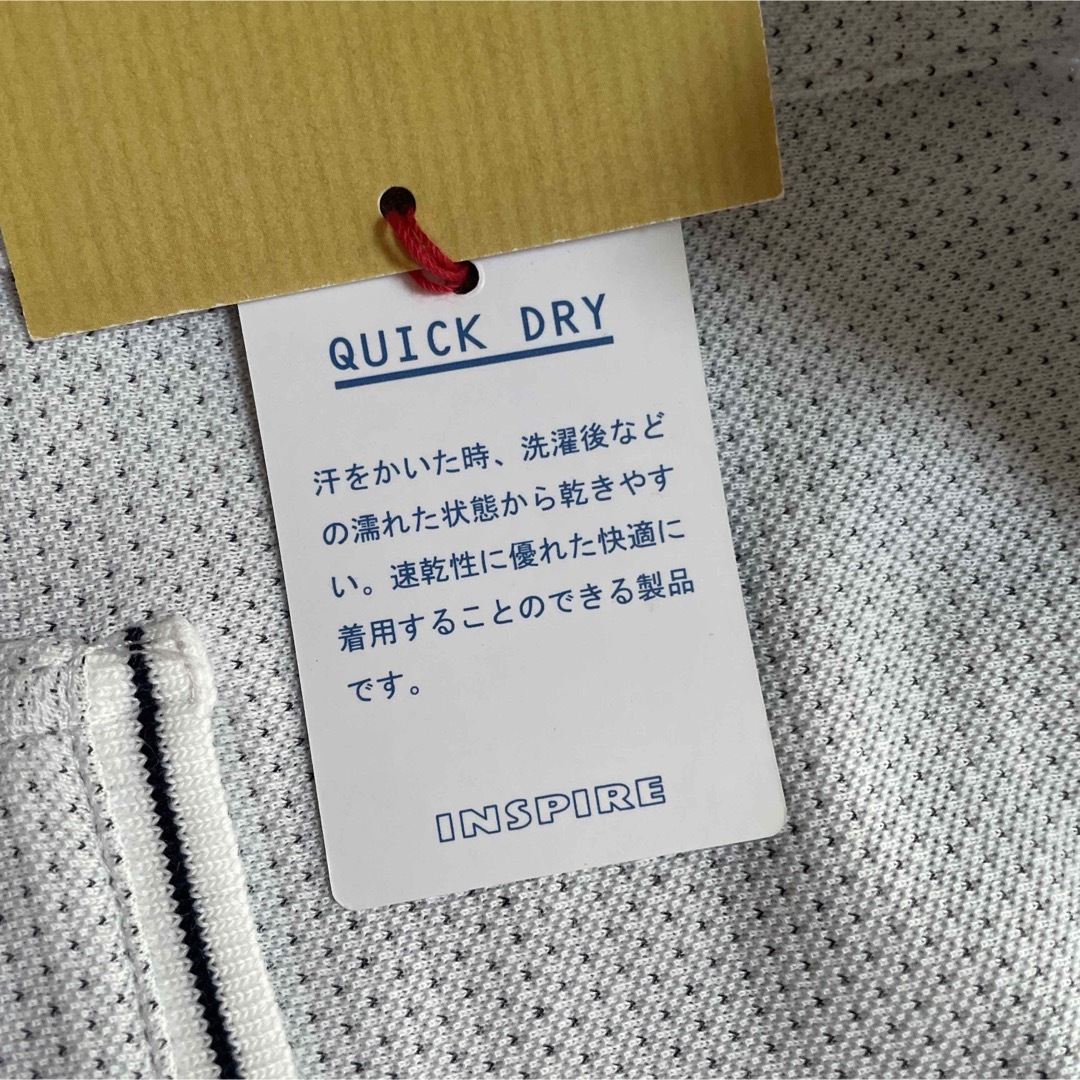 QUICK DRY
汗をかいた時、洗濯後など
の濡れた状態から乾きやす
い。速乾性に優れた快適に
着用することのできる製品
です。
INSPIRE